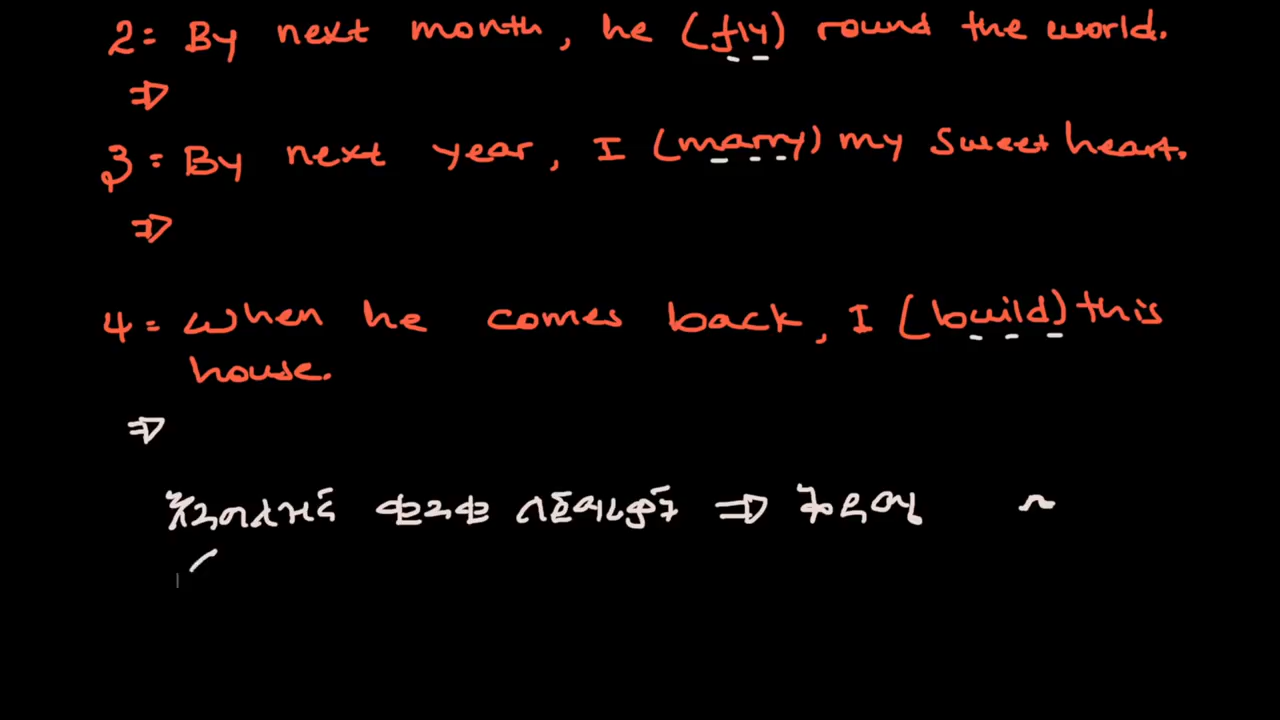 2= By next month, he (fly) round the world.
⇒
3= By next year, I (marry) my sweet heart.
⇒
4= When he comes back, I (build) this
house.
⇒
⇒